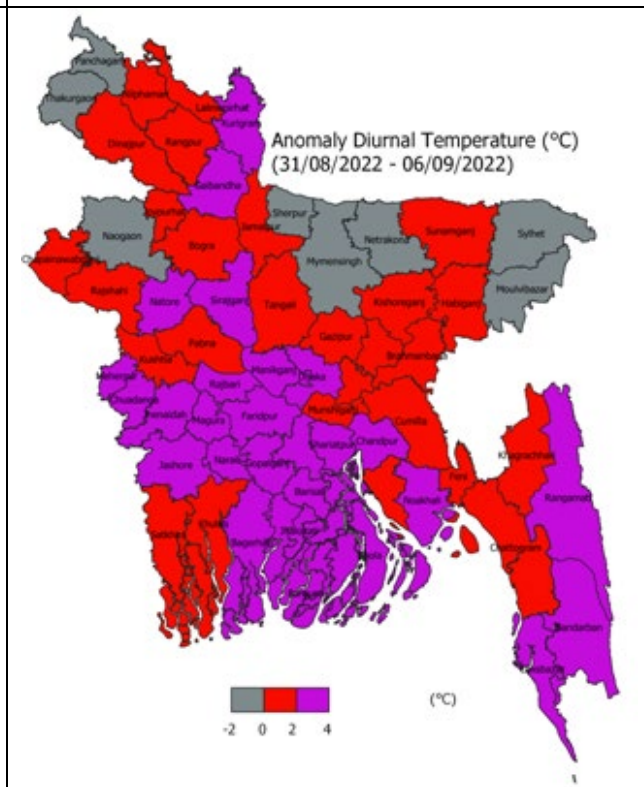 Panchagarh
Thakurgaon
Nilphamari
Lalmonirhat
Kurigram
Dinajpur
Rangpur
Anomaly Diurnal Temperature (°C)
(31/08/2022 - 06/09/2022)
Gaibandha
Sherpur
Naogaon
Joypurhat
Jamalpur
Netrakona
Sunamganj
Sylhet
Bogra
Mymensingh
Chapainawabganj
Moulvibazar
Rajshahi
Natore
Sirajganj
Tangail
Kishoreganj
Habiganj
Pabna
Gazipur
Kushtia
Brahmanbaria
Manikganj
Dhaka
Meherpur
Rajbari
Chuadanga
Jhenaidah
Magura
Faridpur
Munshiganj
Cumilla
Shariatpur
Chandpur
Khagrachhari
Jashore
Narail
Gopalganj
Feni
Rangamati
Barisal
Noakhali
Satkhira
Khulna
Bagerhat
Bhola
Chattogram
Bandarban
(°C)
-2 0 2 4